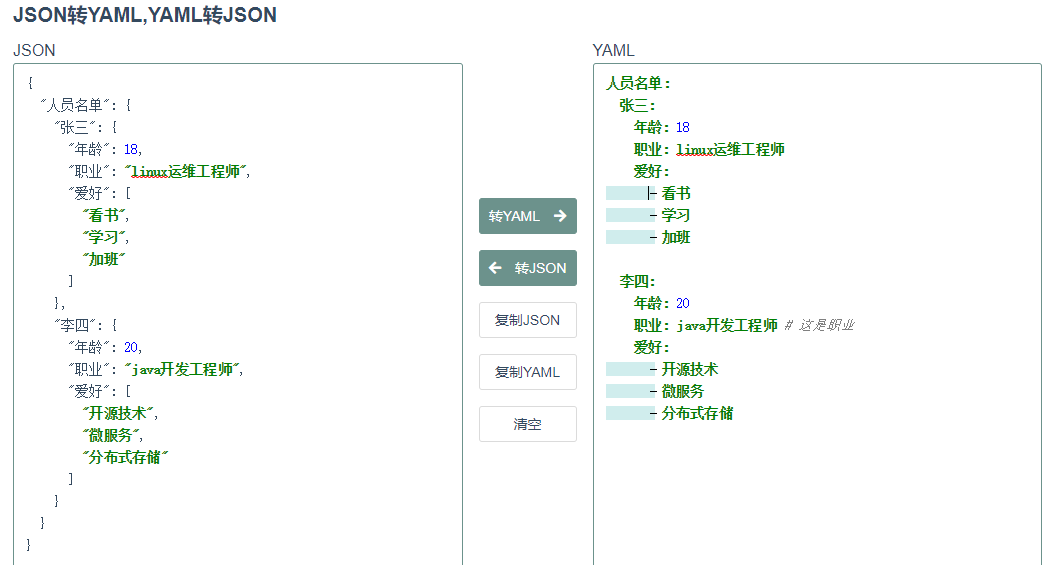 JSON转YAML,YAML转JSON
JSON
{
  "人员名单": {
    "张三": {
      "年龄": 18,
      "职业": "linux运维工程师",
      "爱好": [
        "看书",
        "学习",
        "加班"
      ]
    },
    "李四": {
      "年龄": 20,
      "职业": "java开发工程师",
      "爱好": [
        "开源技术",
        "微服务",
        "分布式存储"
      ]
    }
  }
}
转YAML →
← 转JSON
复制JSON
复制YAML
清空
YAML
人员名单:
  张三:
    年龄: 18
    职业: linux运维工程师
    爱好:
      - 看书
      - 学习
      - 加班
  李四:
    年龄: 20
    职业: java开发工程师 # 这是职业
    爱好:
      - 开源技术
      - 微服务
      - 分布式存储